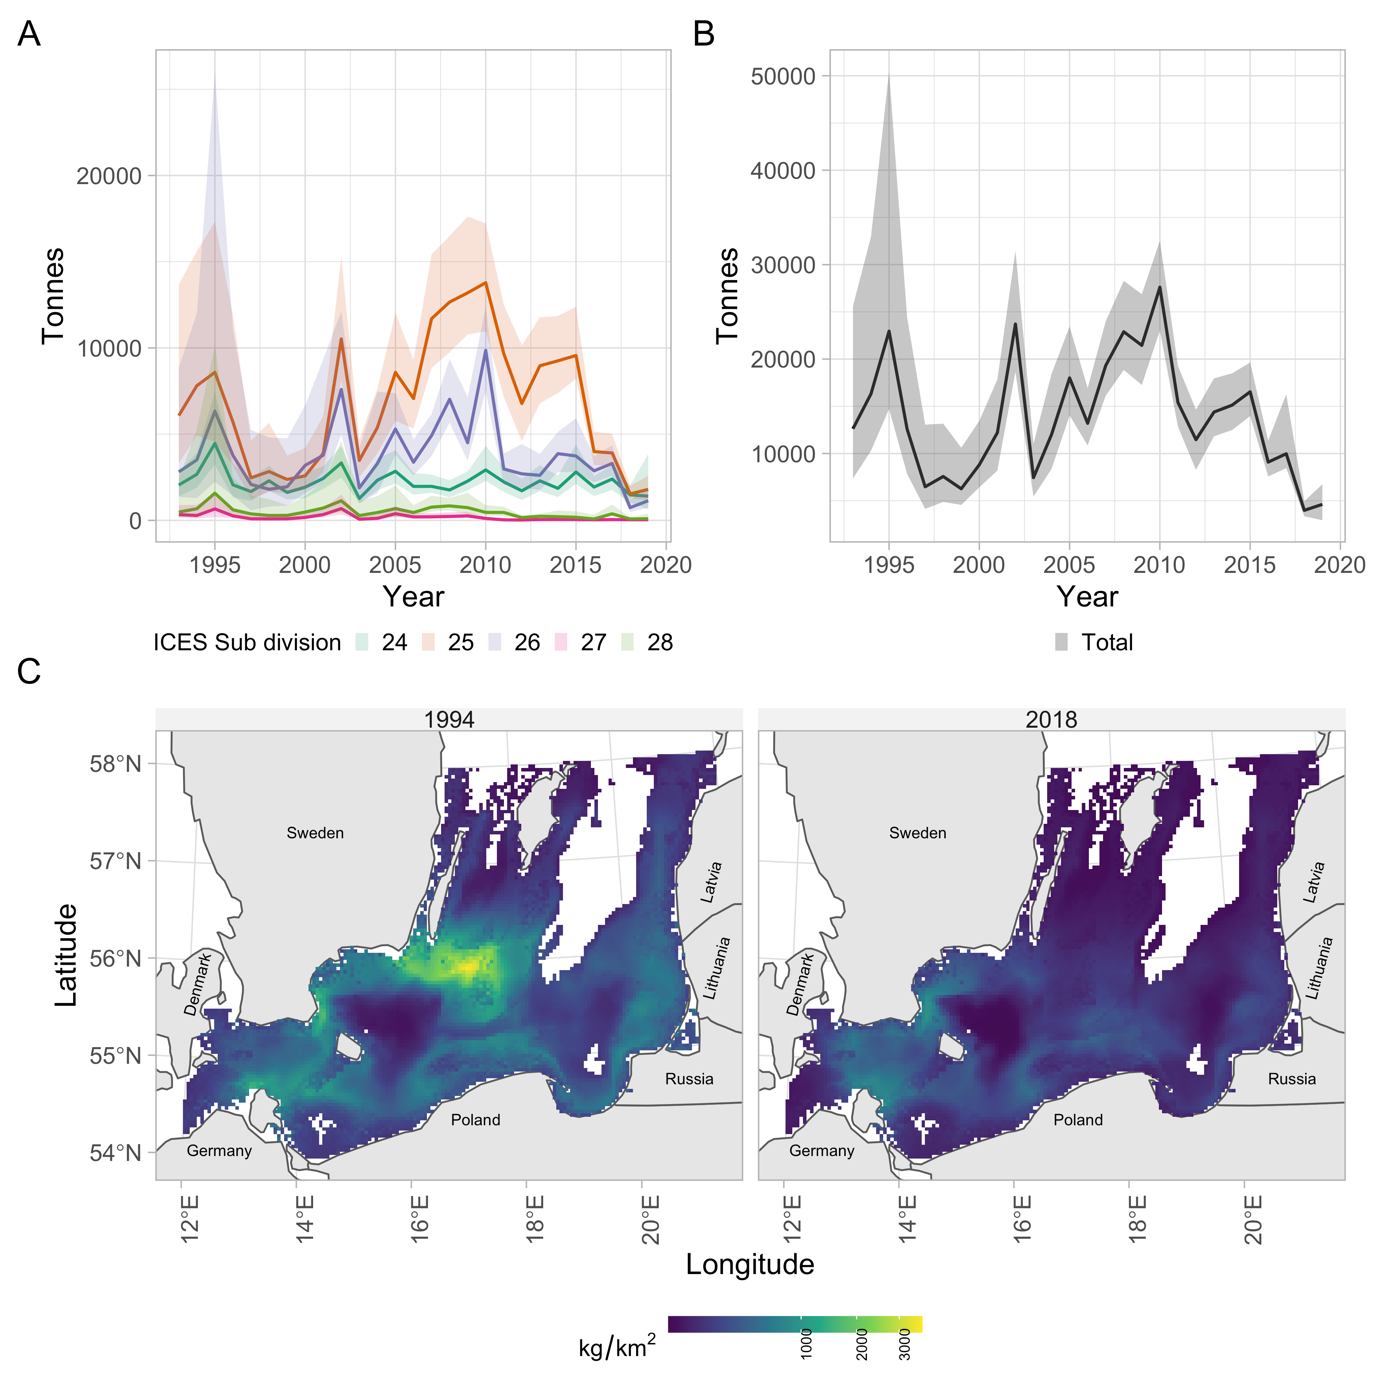 A
B
20000
10000
0
Tonnes
1995 2000 2005 2010 2015 2020
Year
ICES Sub division 24 25 26 27 28
50000
40000
30000
20000
10000
Tonnes
1995 2000 2005 2010 2015 2020
Year
Total
C
1994
2018
58°N
57°N
56°N
55°N
54°N
Latitude
Sweden
Latvia
Lithuania
Denmark
Russia
Poland
Germany
Sweden
Latvia
Lithuania
Denmark
Russia
Poland
Germany
12°E 14°E 16°E 18°E 20°E
12°E 14°E 16°E 18°E 20°E
Longitude
kg/km²
1000 2000 3000